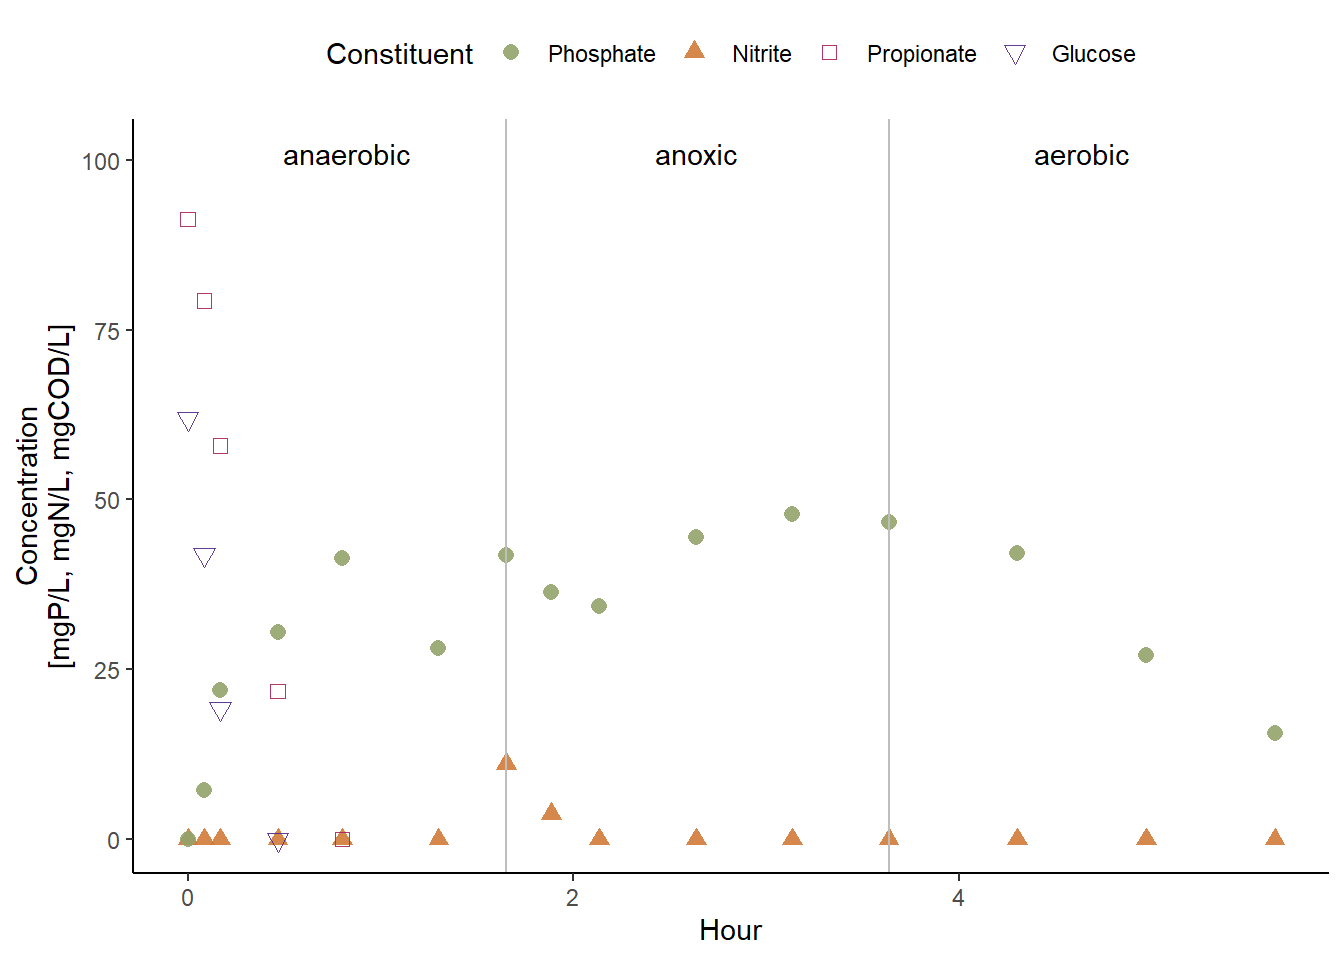 Constituent Phosphate Nitrite Propionate Glucose
anaerobic anoxic aerobic
100
75
50
25
0
Concentration
[mgP/L, mgN/L, mgCOD/L]
0 2 4
Hour